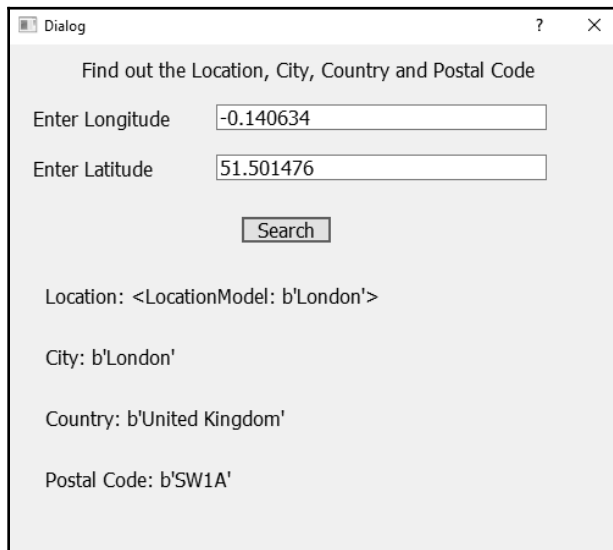 Dialog ?
Find out the Location, City, Country and Postal Code
Enter Longitude -0.140634
Enter Latitude 51.501476
Search
Location: <LocationModel: b'London'>
City: b'London'
Country: b'United Kingdom'
Postal Code: b'SW1A'